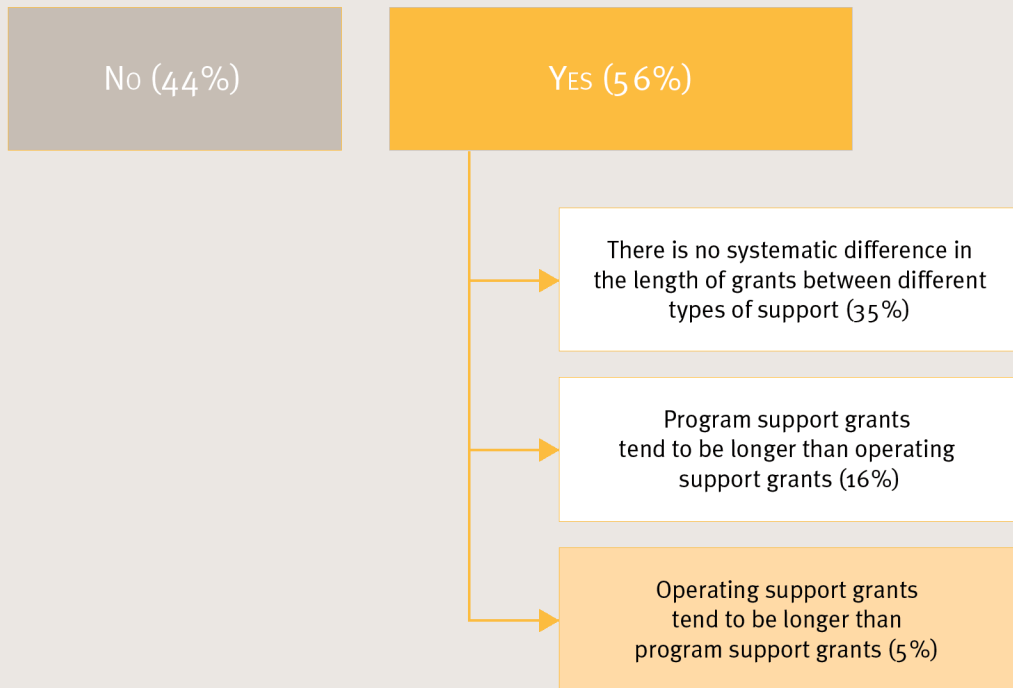 No (44%)
Yes (56%)
There is no systematic difference in
the length of grants between different
types of support (35%)
Program support grants
tend to be longer than operating
support grants (16%)
Operating support grants
tend to be longer than
program support grants (5%)